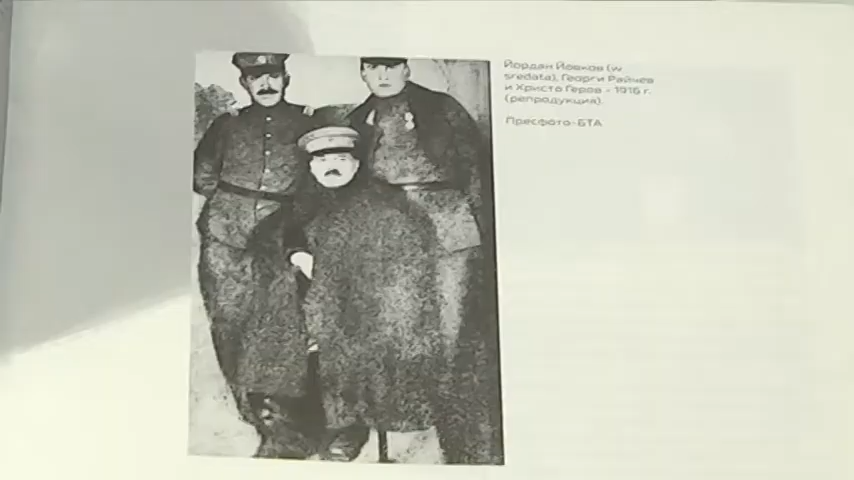 Йордан Йовков (w
sredata), Георги Райчев
и Христо Геров - 1916 г.
(репродукция).
Пресфото-БТА